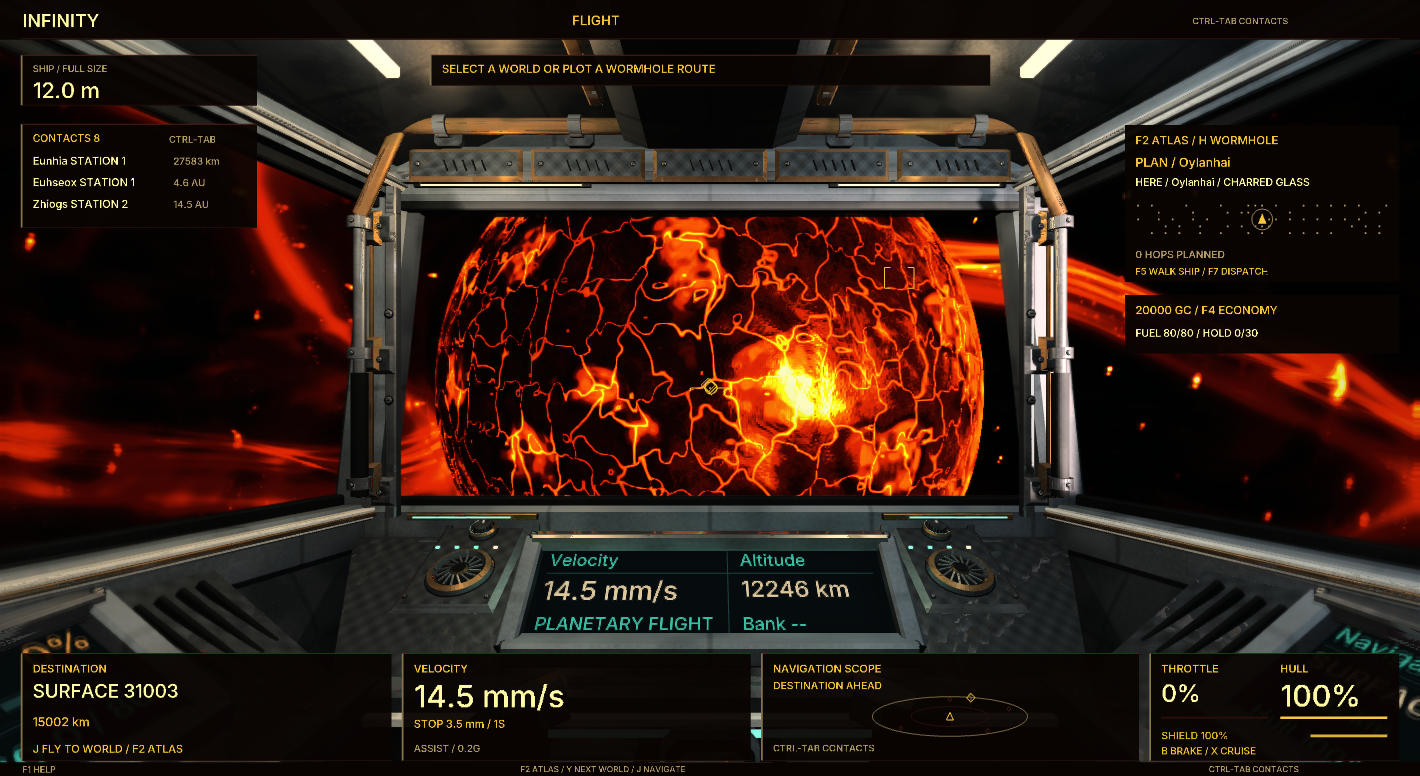 INFINITY
FLIGHT
CTRL-TAB CONTACTS
SHIP / FULL SIZE
12.0 m
SELECT A WORLD OR PLOT A WORMHOLE ROUTE
CONTACTS 8 CTRL-TAB
Eunhia STATION 1 27583 km
Euhseox STATION 1 4.6 AU
Zhiogs STATION 2 14.5 AU
F2 ATLAS / H WORMHOLE
PLAN / Oylanhai
HERE / Oylanhai / CHARRED GLASS
0 HOPS PLANNED
F5 WALK SHIP / F7 DISPATCH
20000 GC / F4 ECONOMY
FUEL 80/80 / HOLD 0/30
Velocity
14.5 mm/s
PLANETARY FLIGHT
Altitude
12246 km
Bank --
0%
DESTINATION
SURFACE 31003
15002 km
J FLY TO WORLD / F2 ATLAS
VELOCITY
14.5 mm/s
STOP 3.5 mm / 1S
ASSIST / 0.2G
NAVIGATION SCOPE
DESTINATION AHEAD
CTRL-TAB CONTACTS
THROTTLE
0%
HULL
100%
SHIELD 100%
B BRAKE / X CRUISE
F1 HELP
F2 ATLAS / Y NEXT WORLD / J NAVIGATE
CTRL-TAB CONTACTS